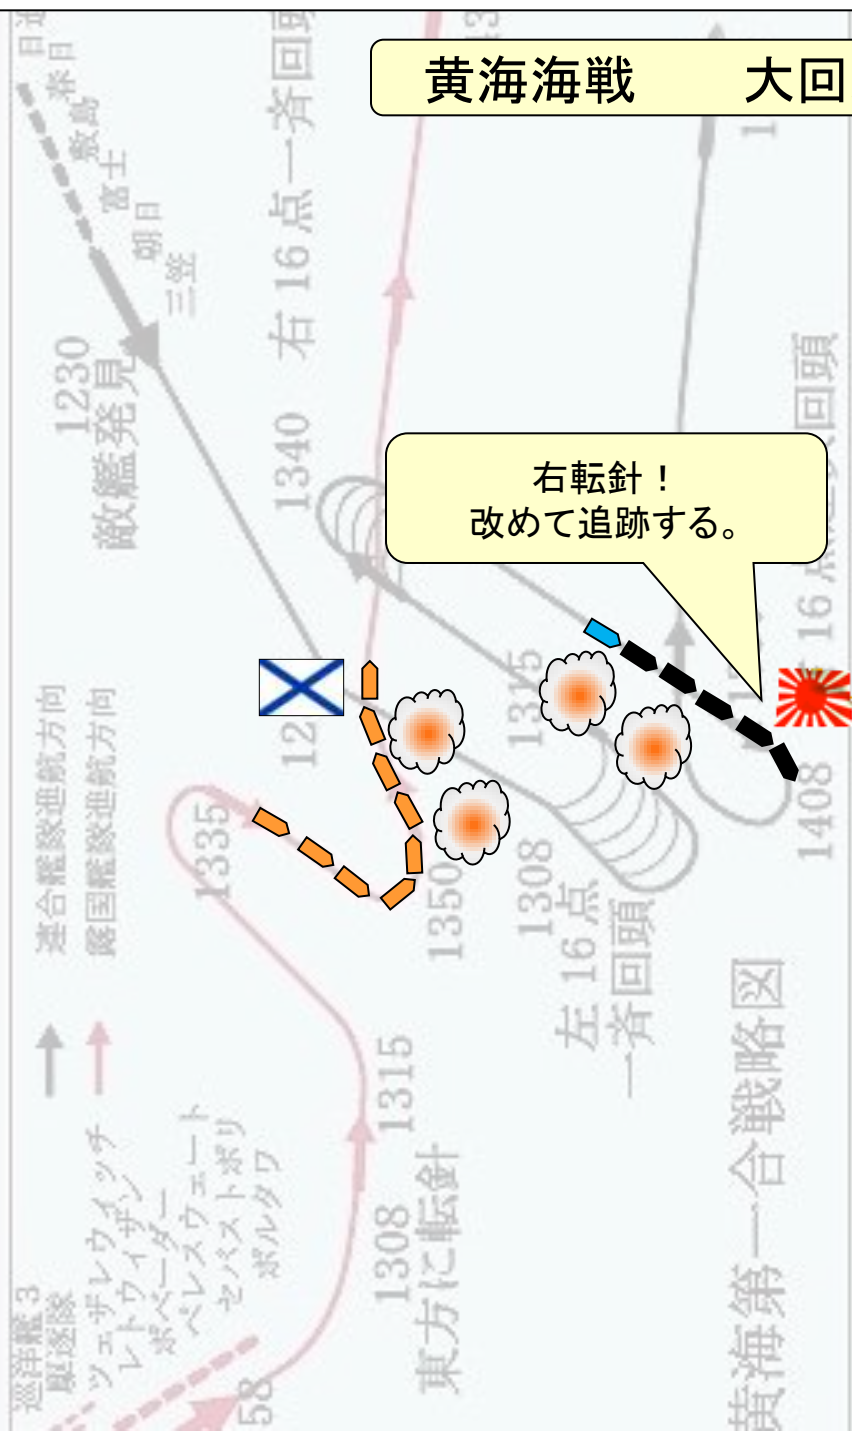 黄海海戦 大回
右転針！
改めて追跡する。
春日
敷島
富士
朝日
三笠
1230
敵艦発見
1340 右16点一斉回頭
1315
1335
1350
1308
左16点
一斉回頭
1408
連合艦隊進航方向
露国艦隊進航方向
1315
1308
東方に転針
巡洋艦3
駆逐隊
ツェザレウイッチ
レトウィザン
ポベーダー
ペレスウェート
セバストポリ
ポルタワ
58
黄海第一合戦略図